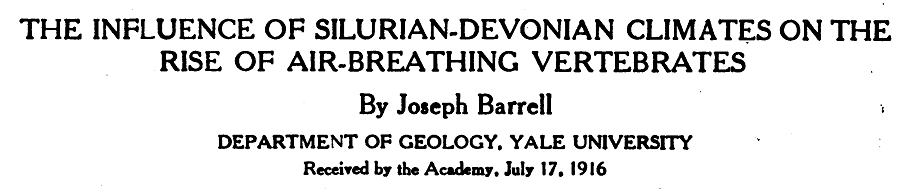 THE INFLUENCE OF SILURIAN-DEVONIAN CLIMATES ON THE
RISE OF AIR-BREATHING VERTEBRATES
By Joseph Barrell
DEPARTMENT OF GEOLOGY, YALE UNIVERSITY
Received by the Academy, July 17, 1916